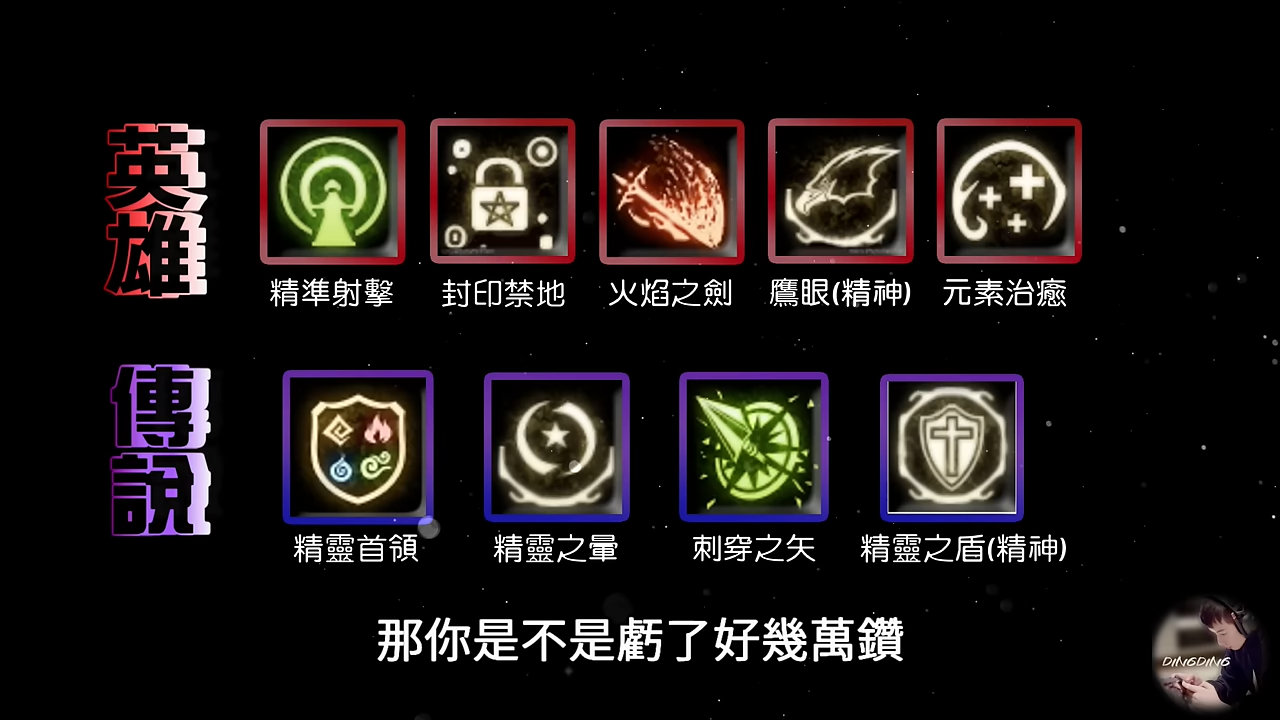 英雄
精準射擊 封印禁地 火焰之劍 鷹眼(精神) 元素治癒
傳說
精靈首領 精靈之暈 刺穿之矢 精靈之盾(精神)
那你是不是虧了好幾萬鑽
DINGDING